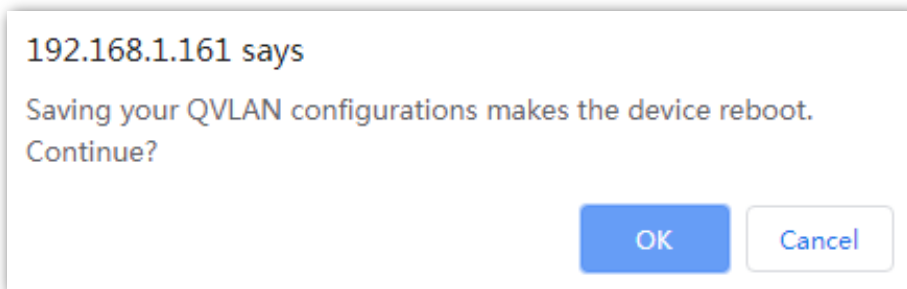 192.168.1.161 says
Saving your QVLAN configurations makes the device reboot.
Continue?
OK
Cancel